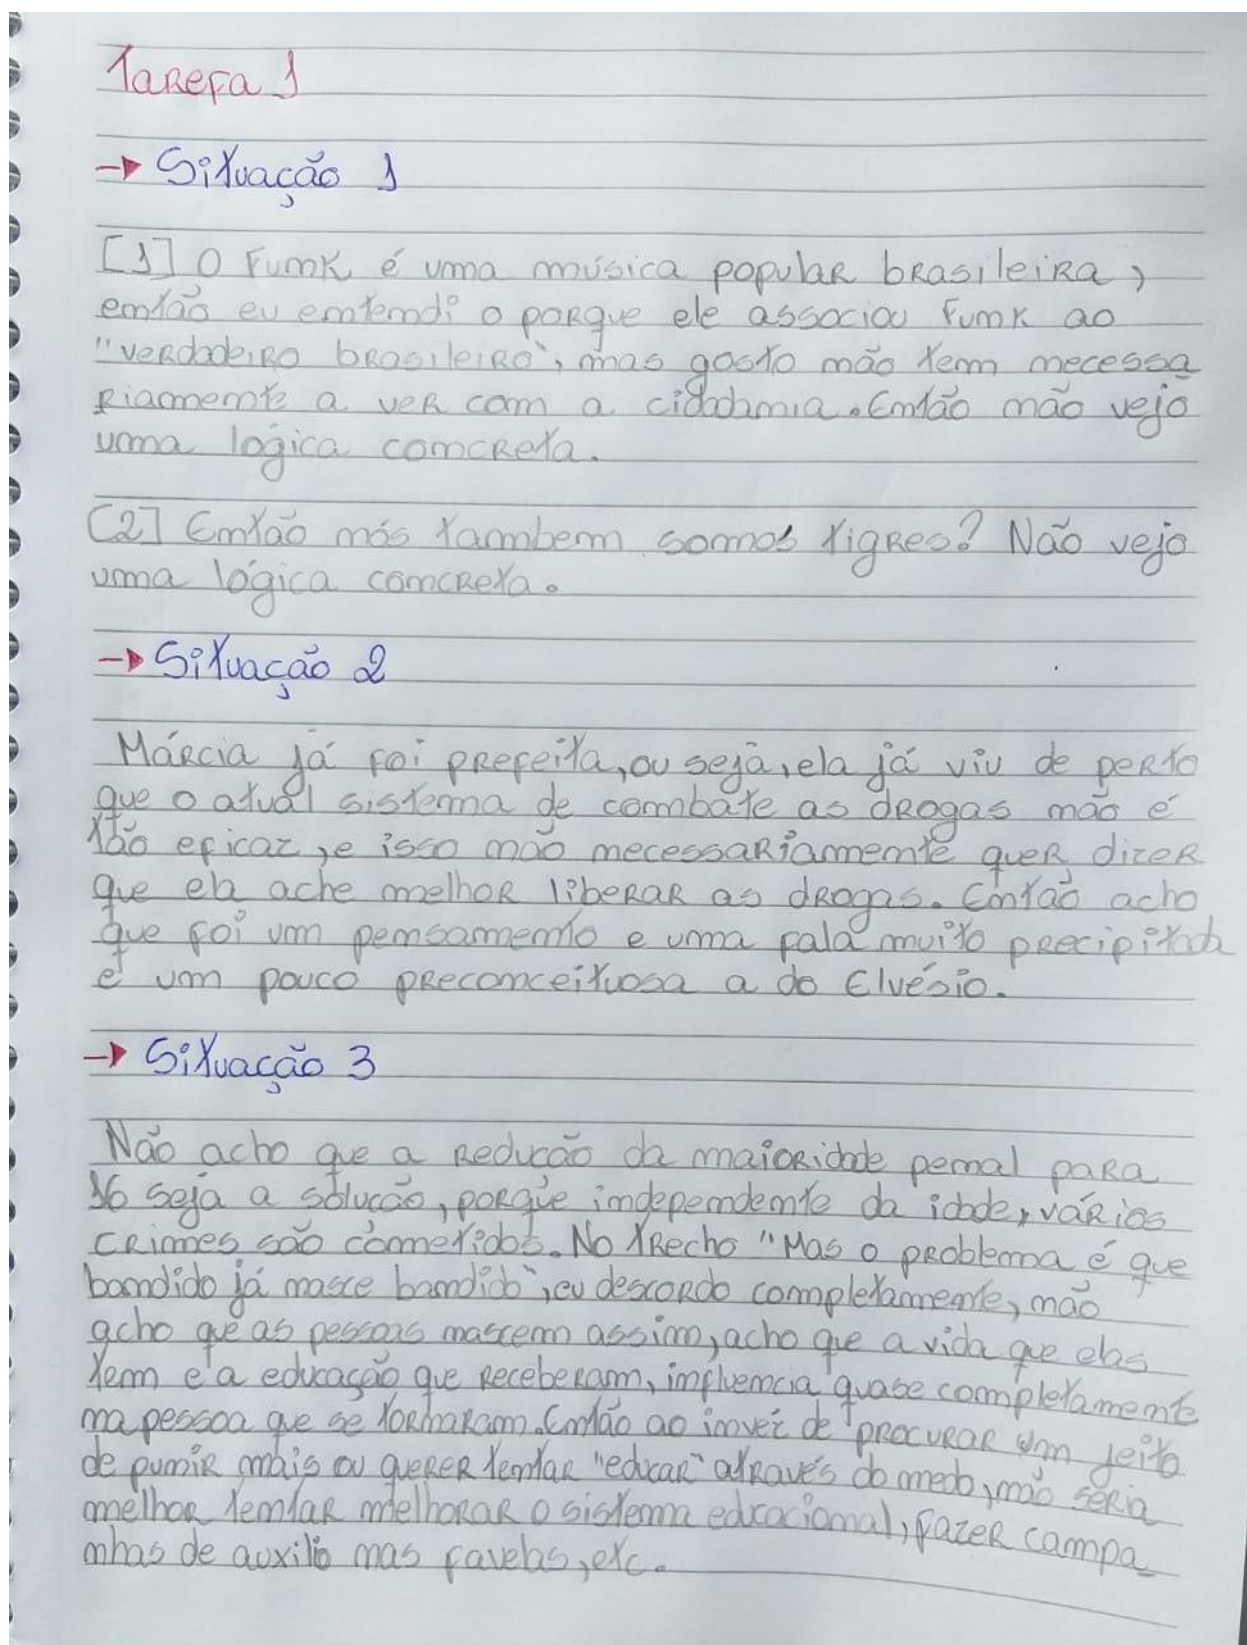 Tarefa 1
→ Situação 1
[1] O Funk é uma música popular brasileira,
então eu entendi o porque ele associou Funk ao
"verdadeiro brasileiro", mas gosto não tem necessa
riamente a ver com a cidadania. Então não vejo
uma lógica concreta.
[2] Então nós tambem somos tigres? Não vejo
uma lógica concreta.
→ Situação 2
Márcia já foi prefeita, ou seja, ela já viu de perto
que o atual sistema de combate as drogas não é
tão eficaz, e isso não necessariamente quer dizer
que ela ache melhor liberar as drogas. Então acho
que foi um pensamento e uma fala muito precipitada
e um pouco preconceituosa a do Elvésio.
→ Situação 3
Não acho que a redução da maioridade penal para
16 seja a solução, porque independente da idade, vários
crimes são cometidos. No trecho "Mas o problema é que
bandido já nasce bandido", eu descordo completamente, não
acho que as pessoas nascem assim, acho que a vida que elas
tem e a educação que receberam, influencia quase completamente
na pessoa que se tornaram. Então ao invez de procurar um jeito
de punir mais ou querer tentar "educar" através do medo, não seria
melhor tentar melhorar o sistema educacional, fazer campa
nhas de auxilio nas favelas, etc.